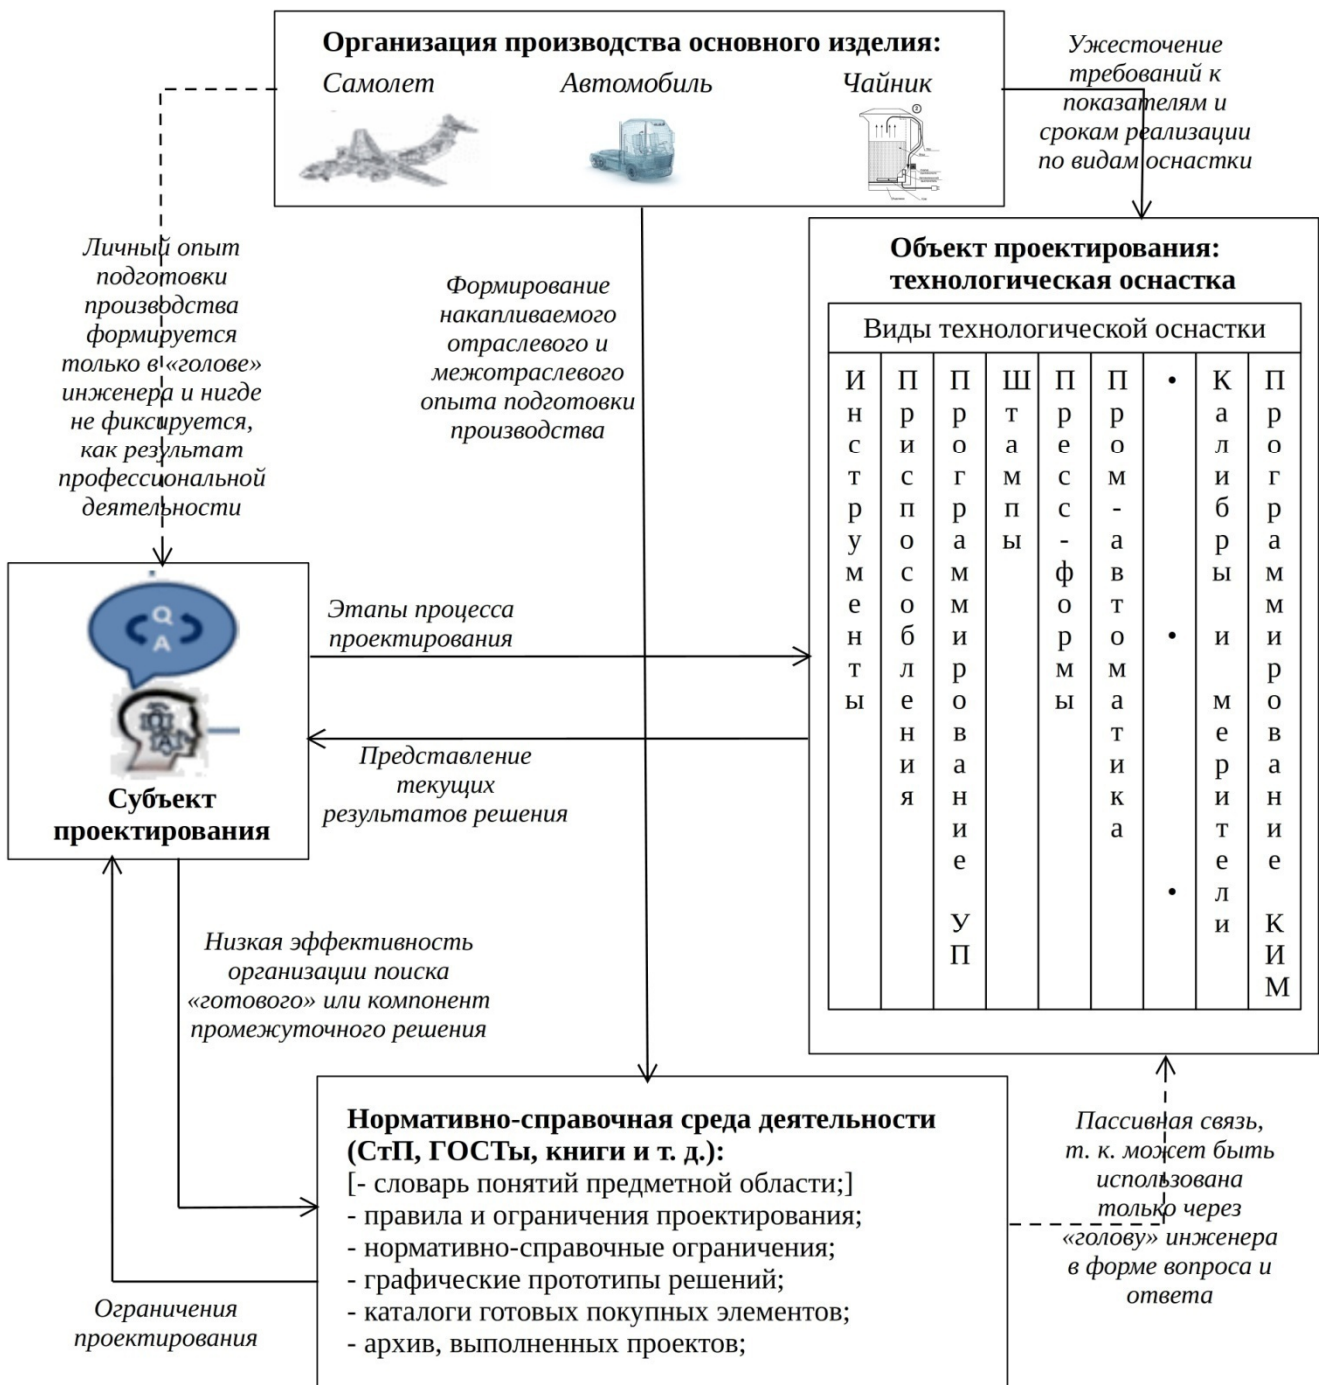 Организация производства основного изделия:
Самолет
Автомобиль
Чайник
Ужесточение
требований к
показателям и
срокам реализации
по видам оснастки
Личный опыт
подготовки
производства
формируется
только в «голове»
инженера и нигде
не фиксируется,
как результат
профессиональной
деятельности
Формирование
накапливаемого
отраслевого и
межотраслевого
опыта подготовки
производства
Объект проектирования:
технологическая оснастка
Виды технологической оснастки
Инструменты
Приспособления
Программирование УП
Штампы
Пресс-формы
Пром-автоматика
• • •
Калибры и мерители
Программирование КИМ
Q
A
Субъект
проектирования
Этапы процесса
проектирования
Представление
текущих
результатов решения
Низкая эффективность
организации поиска
«готового» или компонент
промежуточного решения
Ограничения
проектирования
Нормативно-справочная среда деятельности
(СтП, ГОСТы, книги и т. д.):
[- словарь понятий предметной области;]
- правила и ограничения проектирования;
- нормативно-справочные ограничения;
- графические прототипы решений;
- каталоги готовых покупных элементов;
- архив, выполненных проектов;
Пассивная связь,
т. к. может быть
использована
только через
«голову» инженера
в форме вопроса и
ответа